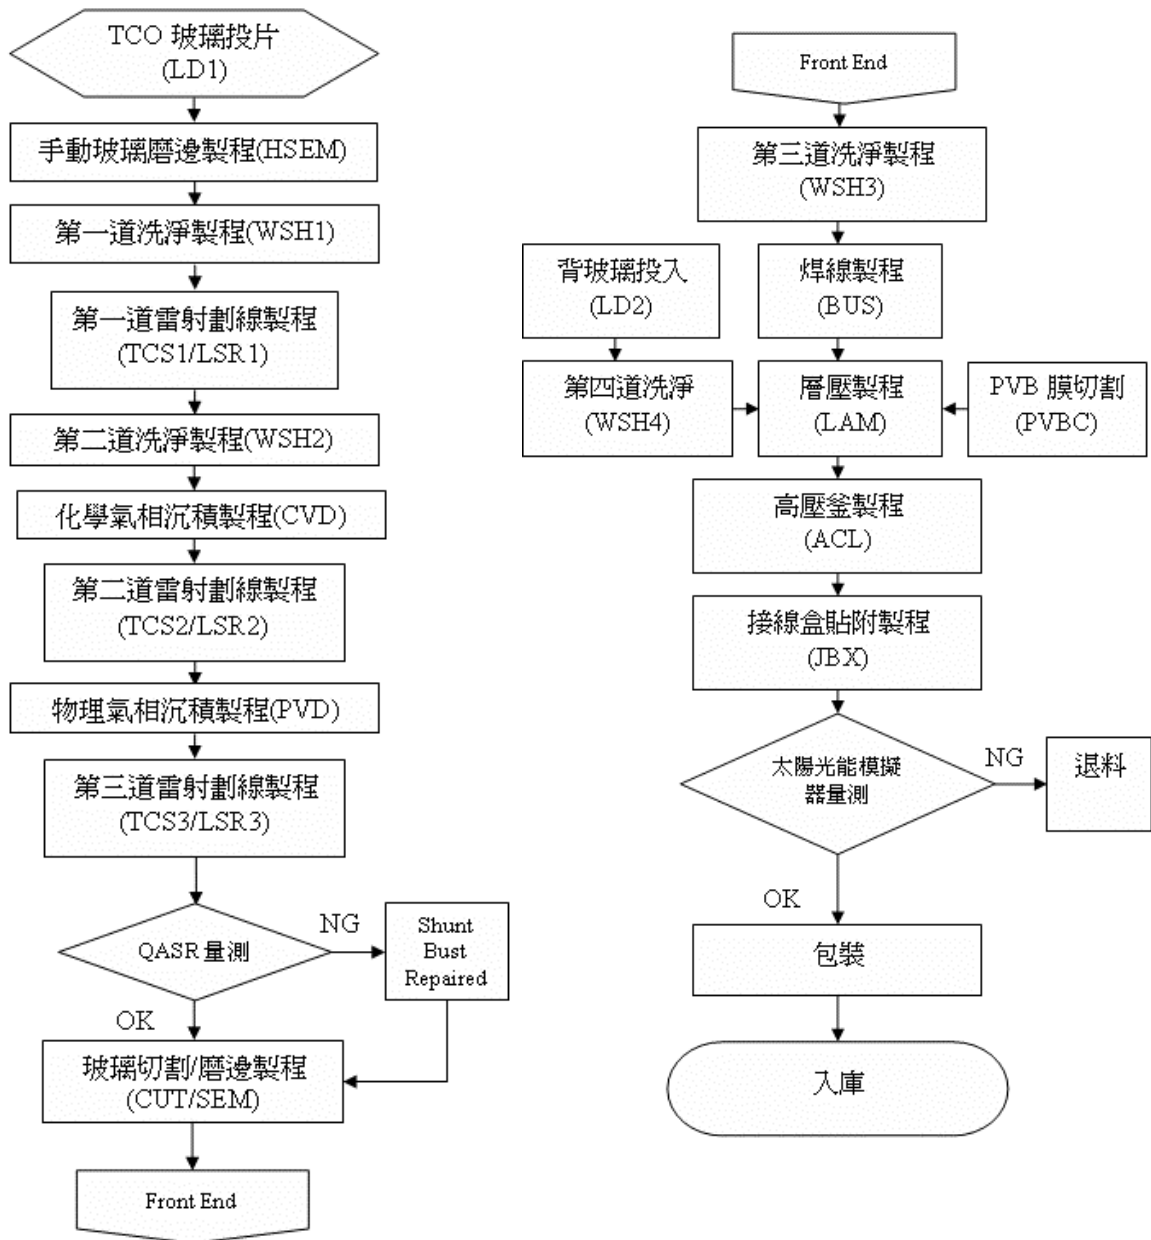 TCO 玻璃投片
(LD1)
手動玻璃磨邊製程(HSEM)
第一道洗淨製程(WSH1)
第一道雷射劃線製程
(TCS1/LSR1)
第二道洗淨製程(WSH2)
化學氣相沉積製程(CVD)
第二道雷射劃線製程
(TCS2/LSR2)
物理氣相沉積製程(PVD)
第三道雷射劃線製程
(TCS3/LSR3)
QASR 量測
NG
Shunt
Bust
Repaired
OK
玻璃切割/磨邊製程
(CUT/SEM)
Front End
Front End
第三道洗淨製程
(WSH3)
背玻璃投入
(LD2)
焊線製程
(BUS)
第四道洗淨
(WSH4)
層壓製程
(LAM)
PVB 膜切割
(PVBC)
高壓釜製程
(ACL)
接線盒貼附製程
(JBX)
太陽光能模擬
器量測
NG
退料
OK
包裝
入庫